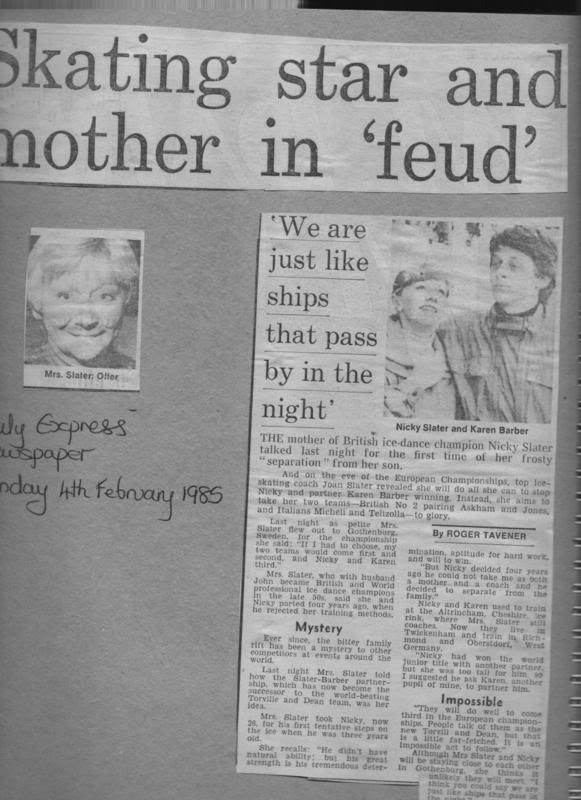 Skating star and
mother in 'feud'
'We are
just like
ships
that pass
by in the
night'
Mrs. Slater: Offer
Nicky Slater and Karen Barber
Express
4th February 1985
THE mother of British ice-dance champion Nicky Slater
talked last night for the first time of her frosty
"separation" from her son.
And on the eve of the European Championships, top ice-
skating coach Joan Slater revealed she will do all she can to stop
Nicky and partner Karen Barber winning. Instead, she aims to
take her two teams—British No 2 pairing Askham and Jones,
and Italians Micheli and Telizolla—to glory.
Last night as petite Mrs.
Slater flew out to Gothenburg,
Sweden, for the championship
she said: "If I had to choose, my
two teams would come first and
second, and Nicky and Karen
third."
Mrs. Slater, who with husband
John became British and World
professional ice dance champions
in the late 50s, said she and
Nicky parted four years ago, when
he rejected her training methods.
Mystery
Ever since, the bitter family
rift has been a mystery to other
competitors at events around the
world.
Last night Mrs. Slater told
how the Slater-Barber partner-
ship, which has now become the
successor to the world-beating
Torvill and Dean team, was her
idea.
Mrs. Slater took Nicky, now
26, for his first tentative steps on
the ice when he was three years
old.
She recalls: "He didn't have
natural ability; but his great
strength is his tremendous deter-
By ROGER TAVENER
mination, aptitude for hard work,
and will to win.
"But Nicky decided four years
ago he could not take me as both
a mother and a coach and he
decided to separate from the
family."
Nicky and Karen used to train
at the Altrincham, Cheshire, ice
rink, where Mrs. Slater still
coaches. Now they live in
Twickenham and train in Rich-
mond and Oberstdorf, West
Germany.
"Nicky had won the world
junior title with another partner,
but she was too tall for him, so
I suggested he ask Karen, another
pupil of mine, to partner him.
Impossible
"They will do well to come
third in the European champion-
ships. People talk of them as the
new Torvill and Dean, but that
is a little far-fetched. It is an
impossible act to follow."
Although Mrs Slater and Nicky
will be staying close to each other
in Gothenburg, she thinks it
unlikely they will meet. "I
think you could say we are
just like ships that pass in